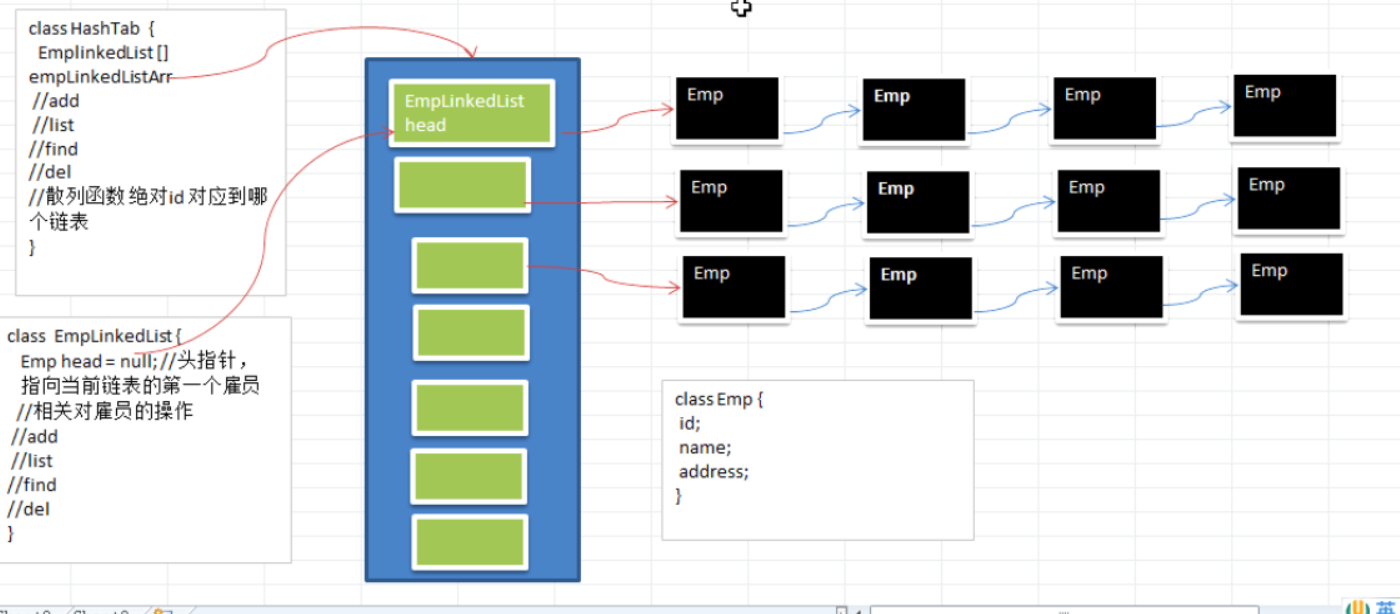 class HashTab {
EmplinkedList []
empLinkedListArr
//add
//list
//find
//del
//散列函数 绝对id 对应到哪
个链表
}
class EmpLinkedList {
Emp head = null; //头指针，
指向当前链表的第一个雇员
//相关对雇员的操作
//add
//list
//find
//del
}
EmpLinkedList
head
Emp
Emp
Emp
Emp
Emp
Emp
Emp
Emp
Emp
Emp
Emp
Emp
class Emp {
id;
name;
address;
}
英